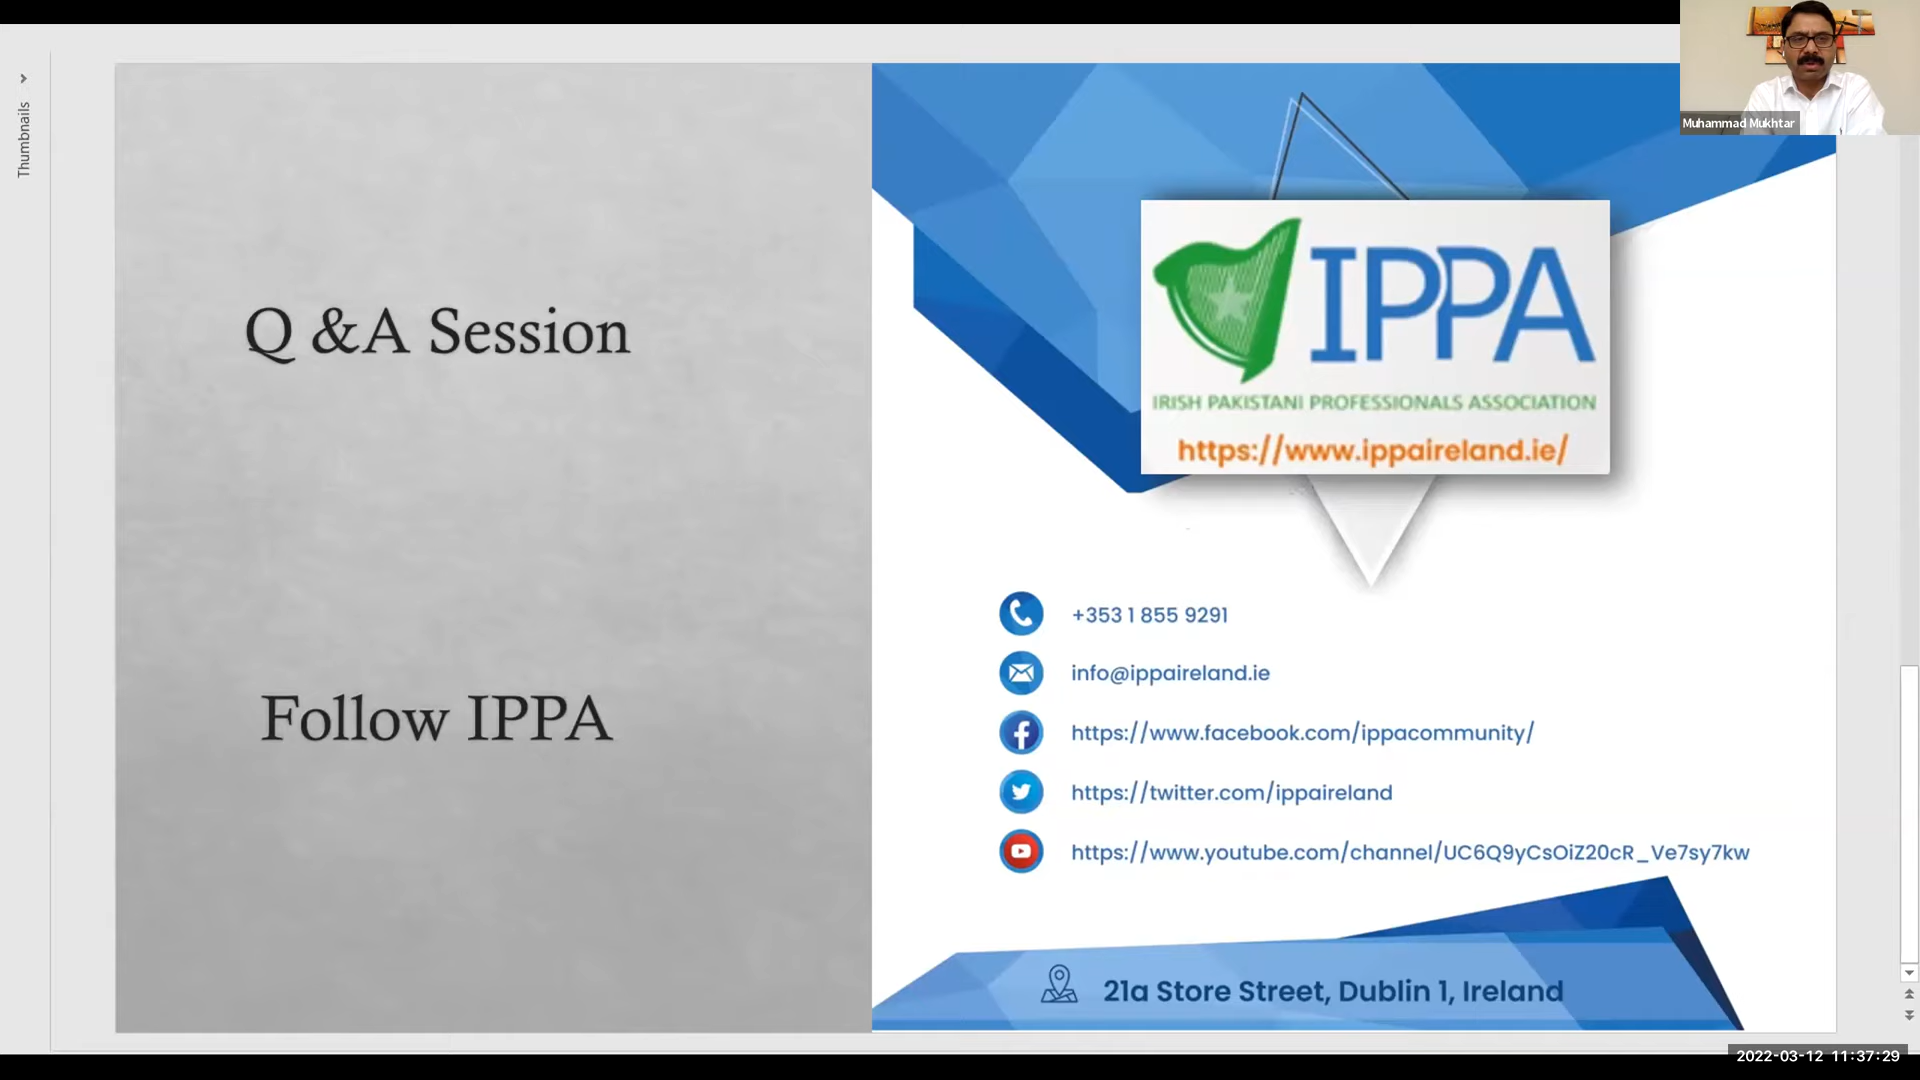 Thumbnails
Q &A Session
Follow IPPA
IPPA
IRISH PAKISTANI PROFESSIONALS ASSOCIATION
https://www.ippaireland.ie/
+353 1 855 9291
info@ippaireland.ie
https://www.facebook.com/ippacommunity/
https://twitter.com/ippaireland
https://www.youtube.com/channel/UC6Q9yCsOiZ20cR_Ve7sy7kw
21a Store Street, Dublin 1, Ireland
Muhammad Mukhtar
2022-03-12 11:37:29